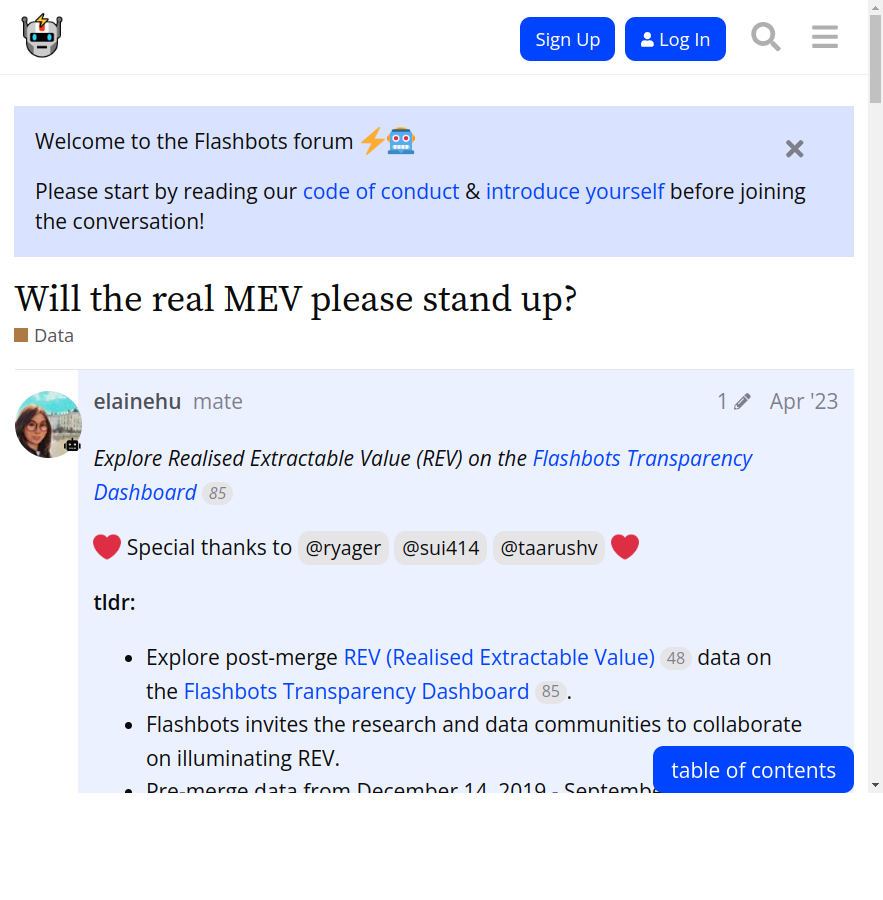 Sign Up
Log In
Welcome to the Flashbots forum
Please start by reading our code of conduct & introduce yourself before joining
the conversation!
Will the real MEV please stand up?
Data
elainehu mate
1 Apr '23
Explore Realised Extractable Value (REV) on the Flashbots Transparency
Dashboard 85
Special thanks to @ryager @sui414 @taarushv
tldr:
Explore post-merge REV (Realised Extractable Value) 48 data on
the Flashbots Transparency Dashboard 85.
Flashbots invites the research and data communities to collaborate
on illuminating REV.
Pre-merge data from December 14, 2019 -
table of contents